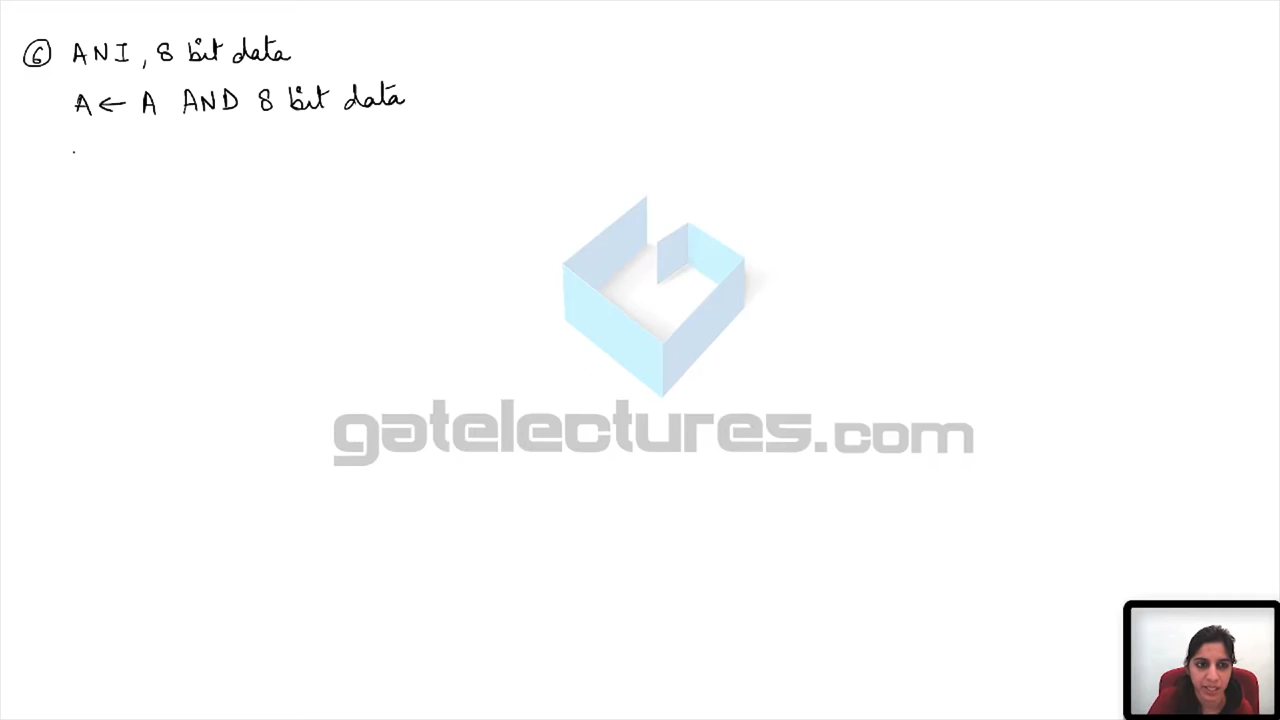 ⑥ ANI, 8 bit data
A ← A AND 8 bit data
gatelectures.com